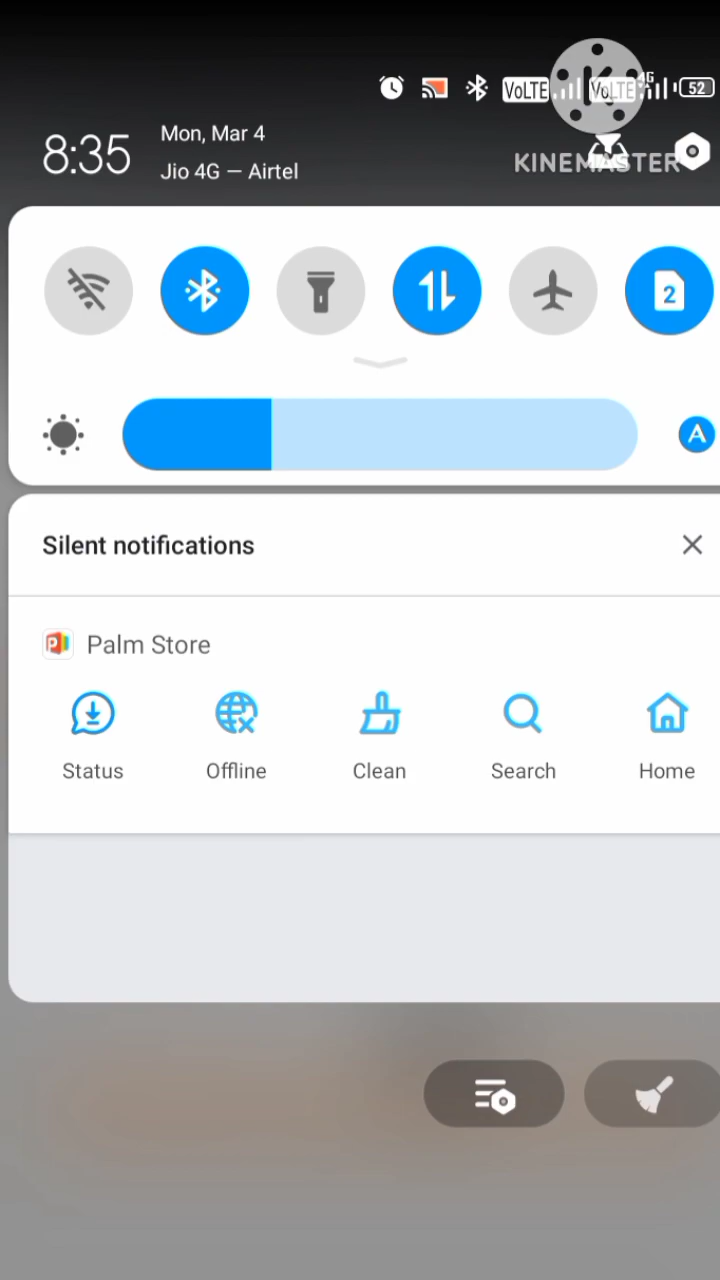 VoLTE VoLTE 4G 52
8:35 Mon, Mar 4
Jio 4G — Airtel
KINEMASTER
2
A
Silent notifications
Palm Store
Status Offline Clean Search Home